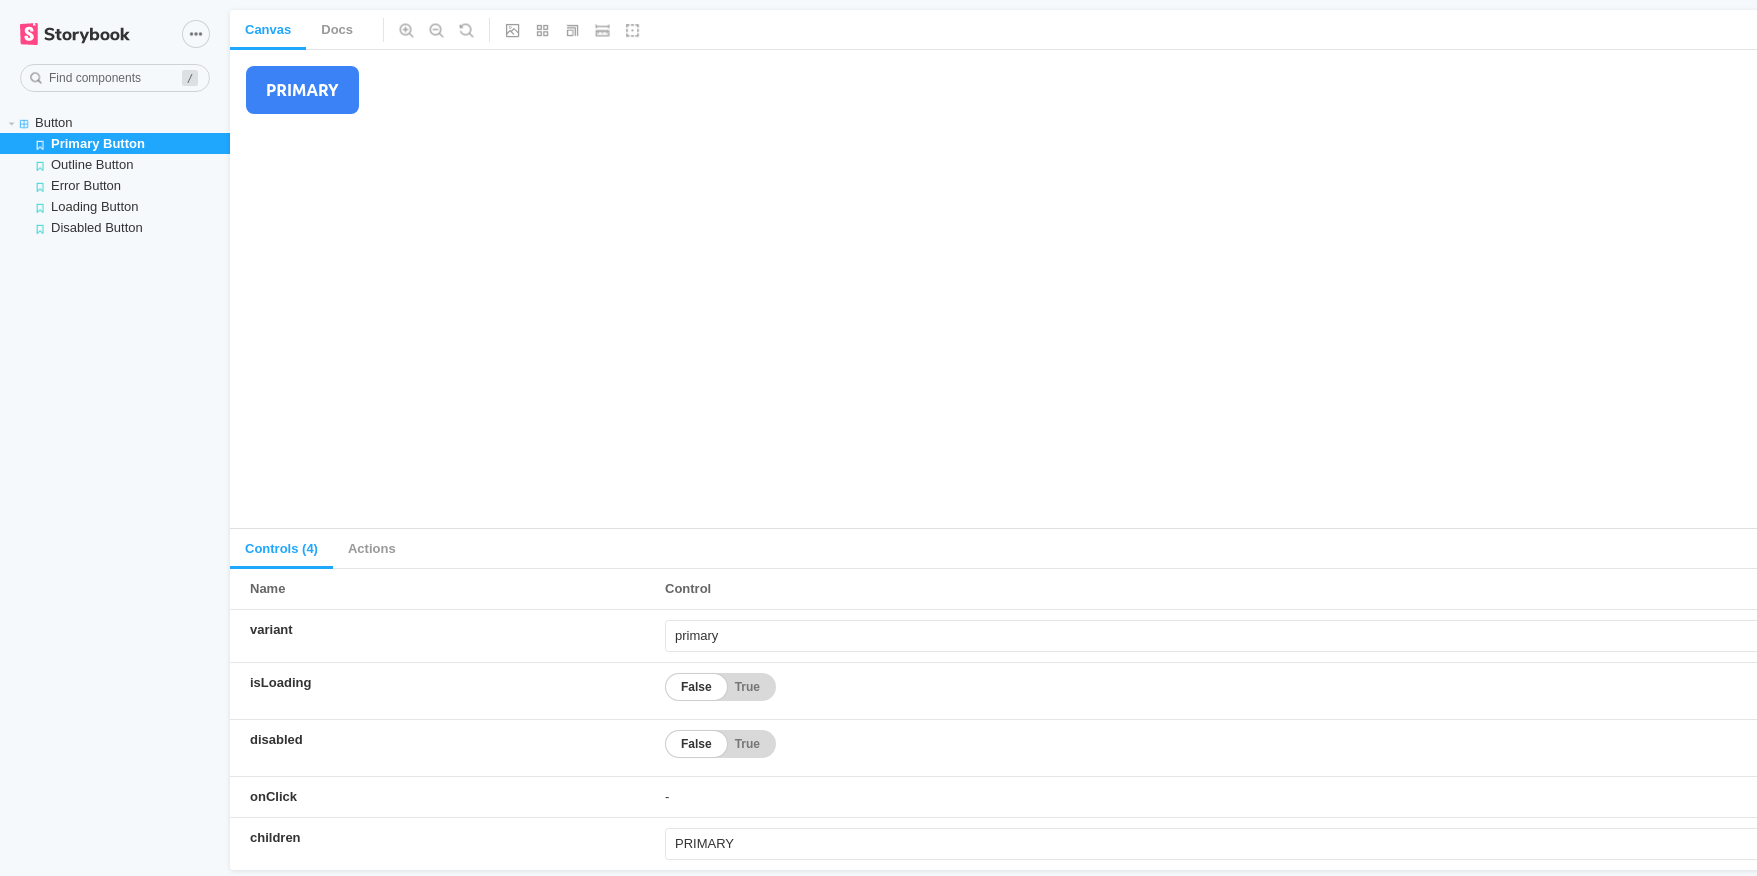 Storybook
Find components
/
Button
Primary Button
Outline Button
Error Button
Loading Button
Disabled Button
Canvas Docs
PRIMARY
Controls (4) Actions
Name Control
variant primary
isLoading False True
disabled False True
onClick -
children PRIMARY